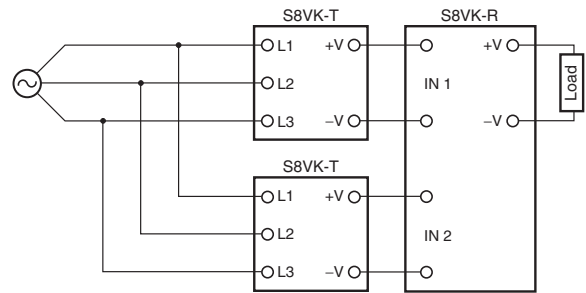 S8VK-T
L1 +V
L2
L3 −V
S8VK-T
L1 +V
L2
L3 −V
S8VK-R
+V
IN 1
−V
IN 2
Load